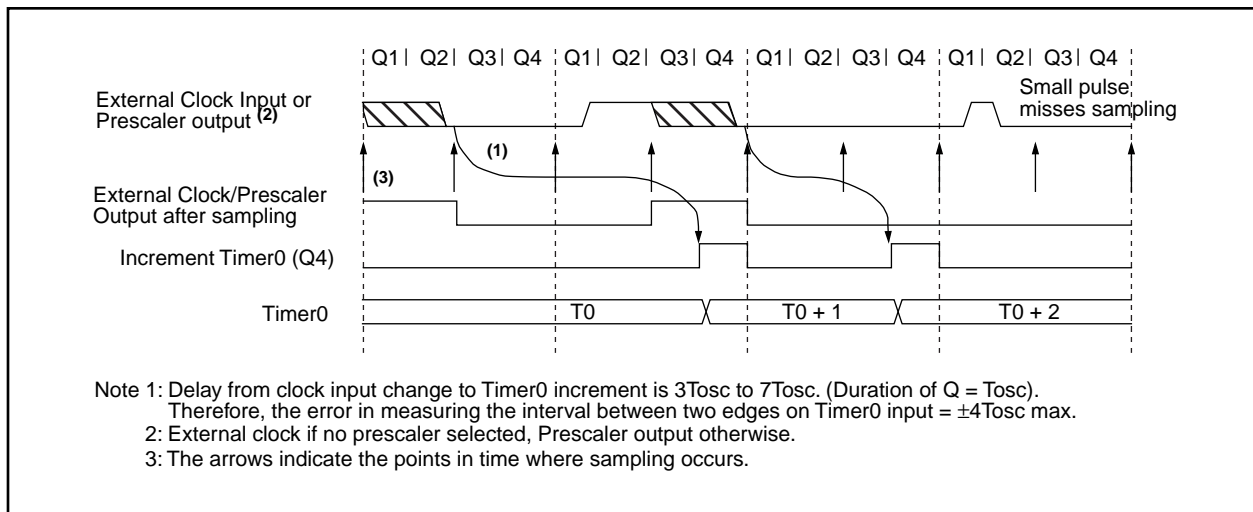 Q1| Q2| Q3| Q4 Q1| Q2| Q3| Q4 Q1| Q2| Q3| Q4 Q1| Q2| Q3| Q4
External Clock Input or
Prescaler output (2)
Small pulse
misses sampling
(1)
(3)
External Clock/Prescaler
Output after sampling
Increment Timer0 (Q4)
Timer0
T0 T0 + 1 T0 + 2
Note 1: Delay from clock input change to Timer0 increment is 3Tosc to 7Tosc. (Duration of Q = Tosc).
Therefore, the error in measuring the interval between two edges on Timer0 input = ±4Tosc max.
2: External clock if no prescaler selected, Prescaler output otherwise.
3: The arrows indicate the points in time where sampling occurs.